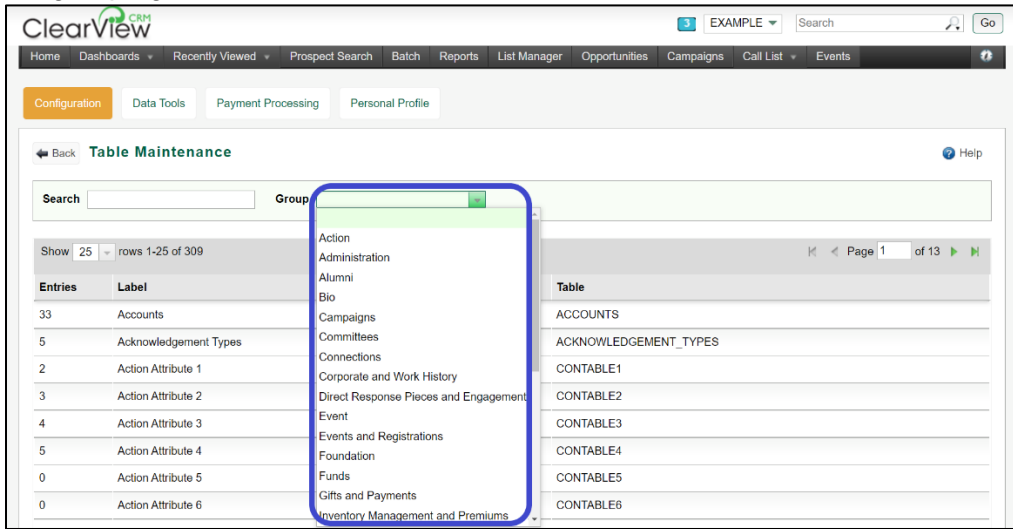 ClearView CRM
3 EXAMPLE Search Go
Home Dashboards Recently Viewed Prospect Search Batch Reports List Manager Opportunities Campaigns Call List Events
Configuration Data Tools Payment Processing Personal Profile
Back Table Maintenance Help
Search Group
Show 25 rows 1-25 of 309 Page 1 of 13
Action
Administration
Alumni
Bio
Campaigns
Committees
Connections
Corporate and Work History
Direct Response Pieces and Engagement
Event
Events and Registrations
Foundation
Funds
Gifts and Payments
Inventory Management and Premiums
Entries Label Table
33 Accounts ACCOUNTS
5 Acknowledgement Types ACKNOWLEDGEMENT_TYPES
2 Action Attribute 1 CONTABLE1
3 Action Attribute 2 CONTABLE2
4 Action Attribute 3 CONTABLE3
5 Action Attribute 4 CONTABLE4
0 Action Attribute 5 CONTABLE5
0 Action Attribute 6 CONTABLE6